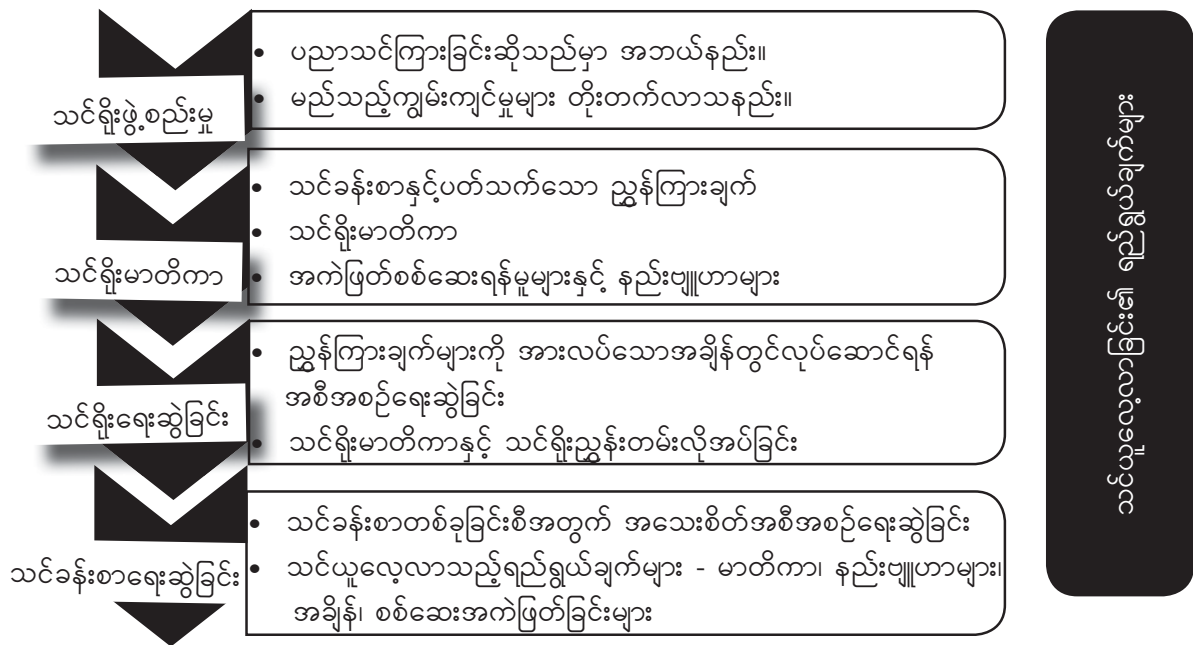 သင်ရိုးဖွဲ့စည်းမှု
• ပညာသင်ကြားခြင်းဆိုသည်မှာ အဘယ်နည်း။
• မည်သည့်ကျွမ်းကျင်မှုများ တိုးတက်လာသနည်း။
သင်ရိုးမာတိကာ
• သင်ခန်းစာနှင့်ပတ်သက်သော ညွှန်ကြားချက်
• သင်ရိုးမာတိကာ
• အကဲဖြတ်စစ်ဆေးရန်မူများနှင့် နည်းဗျူဟာများ
သင်ရိုးရေးဆွဲခြင်း
• ညွှန်ကြားချက်များကို အားလပ်သောအချိန်တွင်လုပ်ဆောင်ရန်
အစီအစဉ်ရေးဆွဲခြင်း
• သင်ရိုးမာတိကာနှင့် သင်ရိုးညွှန်းတမ်းလိုအပ်ခြင်း
သင်ခန်းစာရေးဆွဲခြင်း
• သင်ခန်းစာတစ်ခုခြင်းစီအတွက် အသေးစိတ်အစီအစဉ်ရေးဆွဲခြင်း
• သင်ယူလေ့လာသည့်ရည်ရွယ်ချက်များ - မာတိကာ၊ နည်းဗျူဟာများ၊
အချိန်၊ စစ်ဆေးအကဲဖြတ်ခြင်းများ